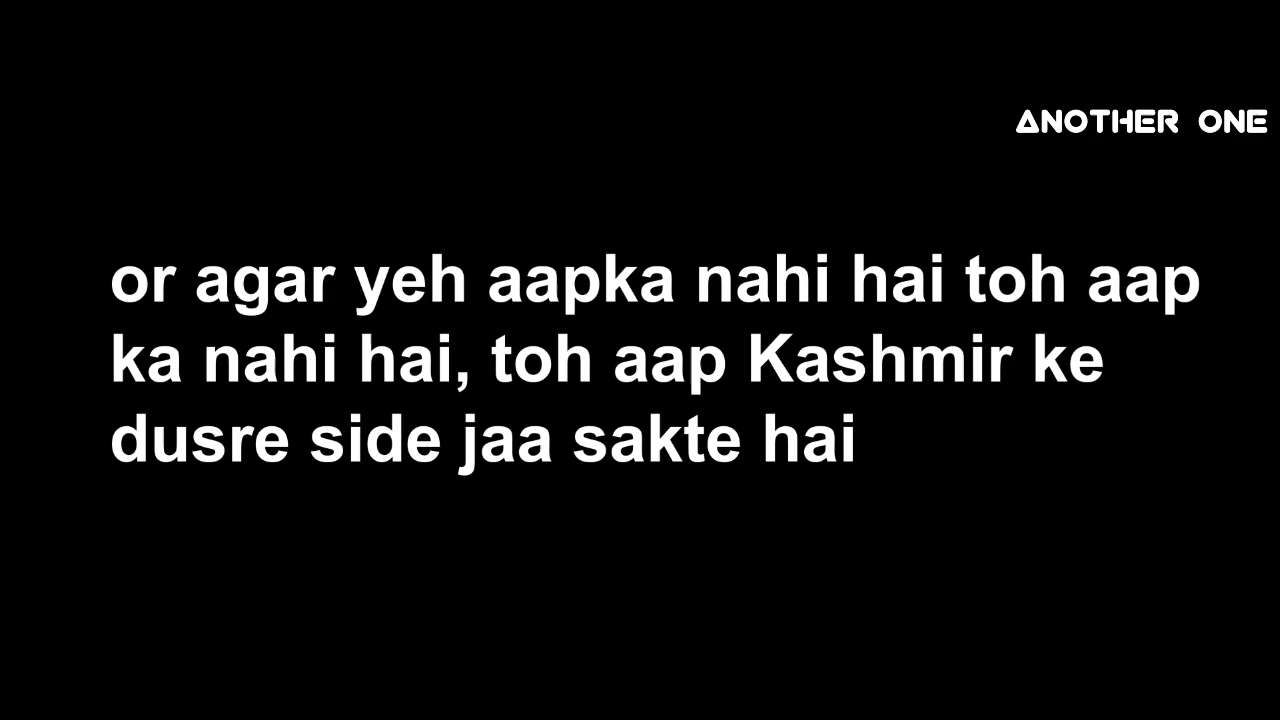 ANOTHER ONE
or agar yeh aapka nahi hai toh aap
ka nahi hai, toh aap Kashmir ke
dusre side jaa sakte hai